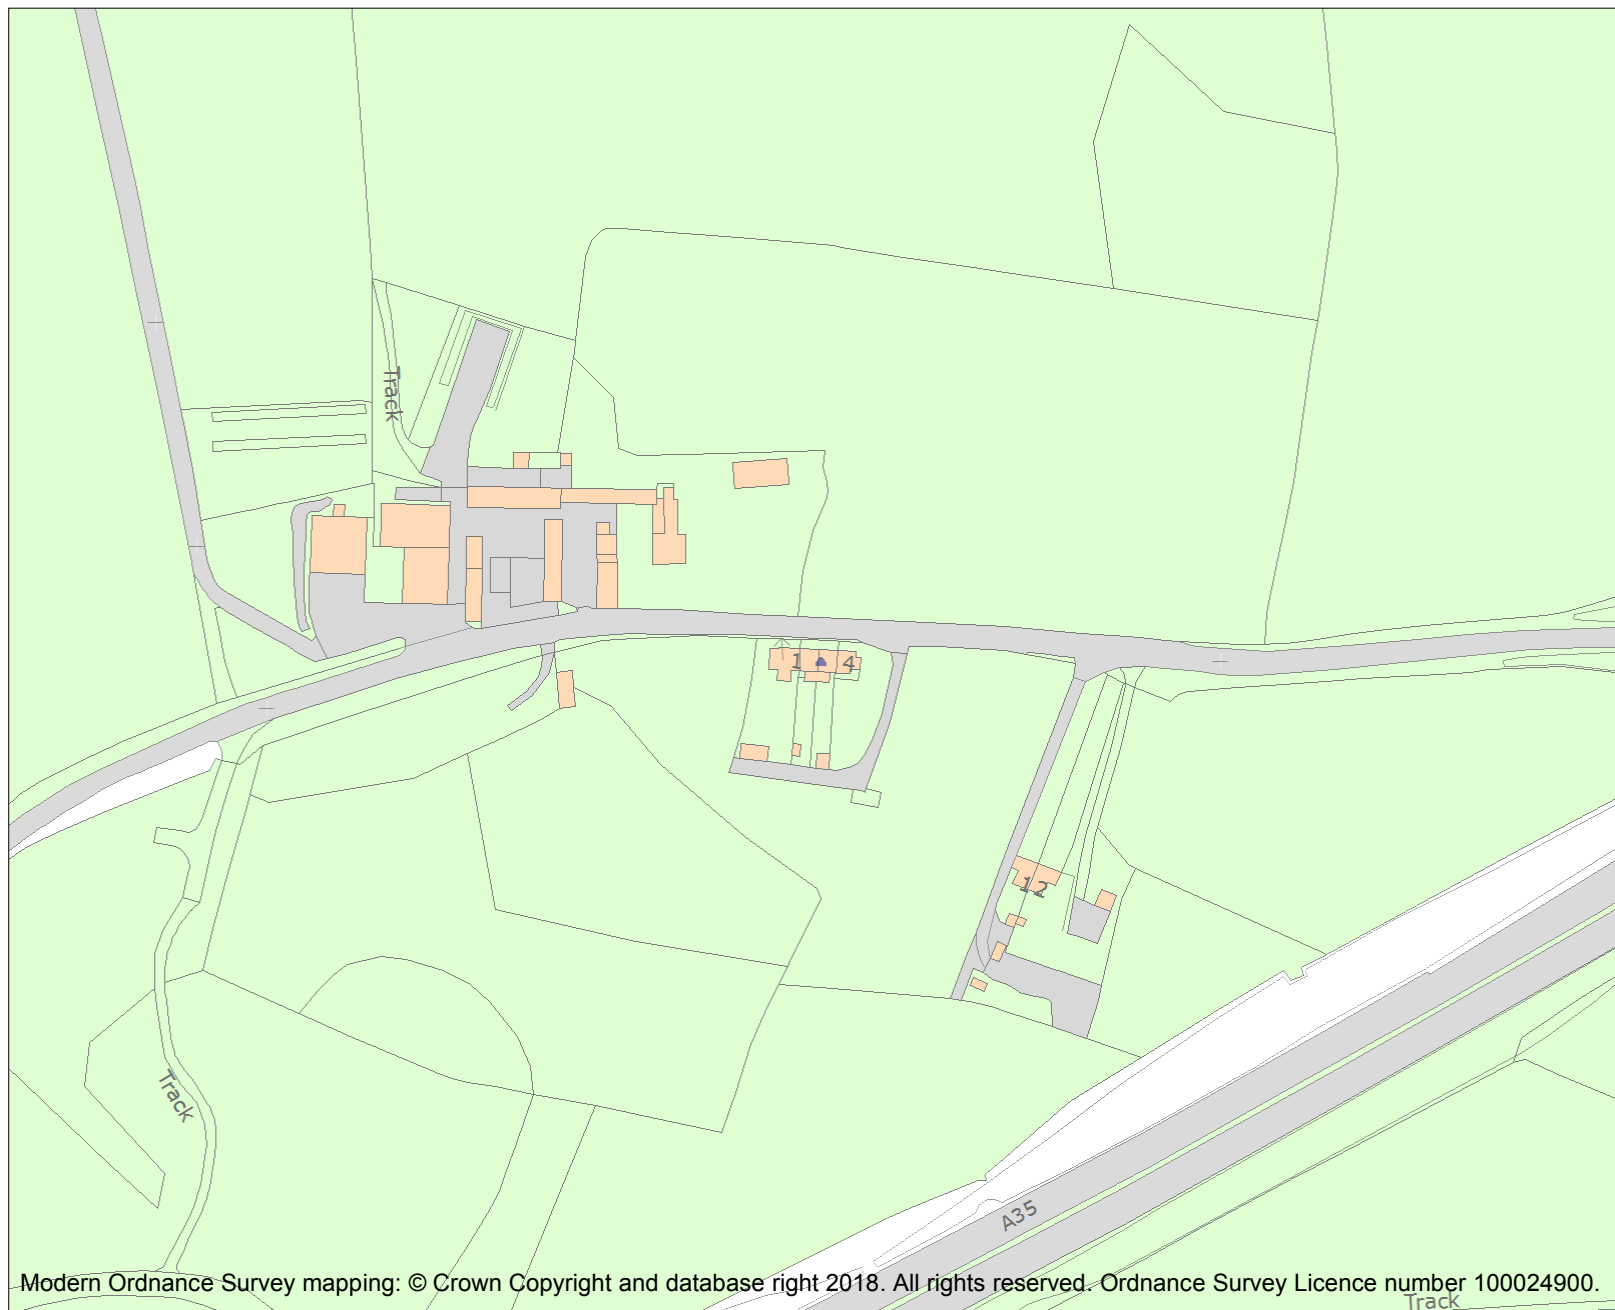 Track
1 4
12
Track
A35
Modern Ordnance Survey mapping: © Crown Copyright and database right 2018. All rights reserved. Ordnance Survey Licence number 100024900.
Track